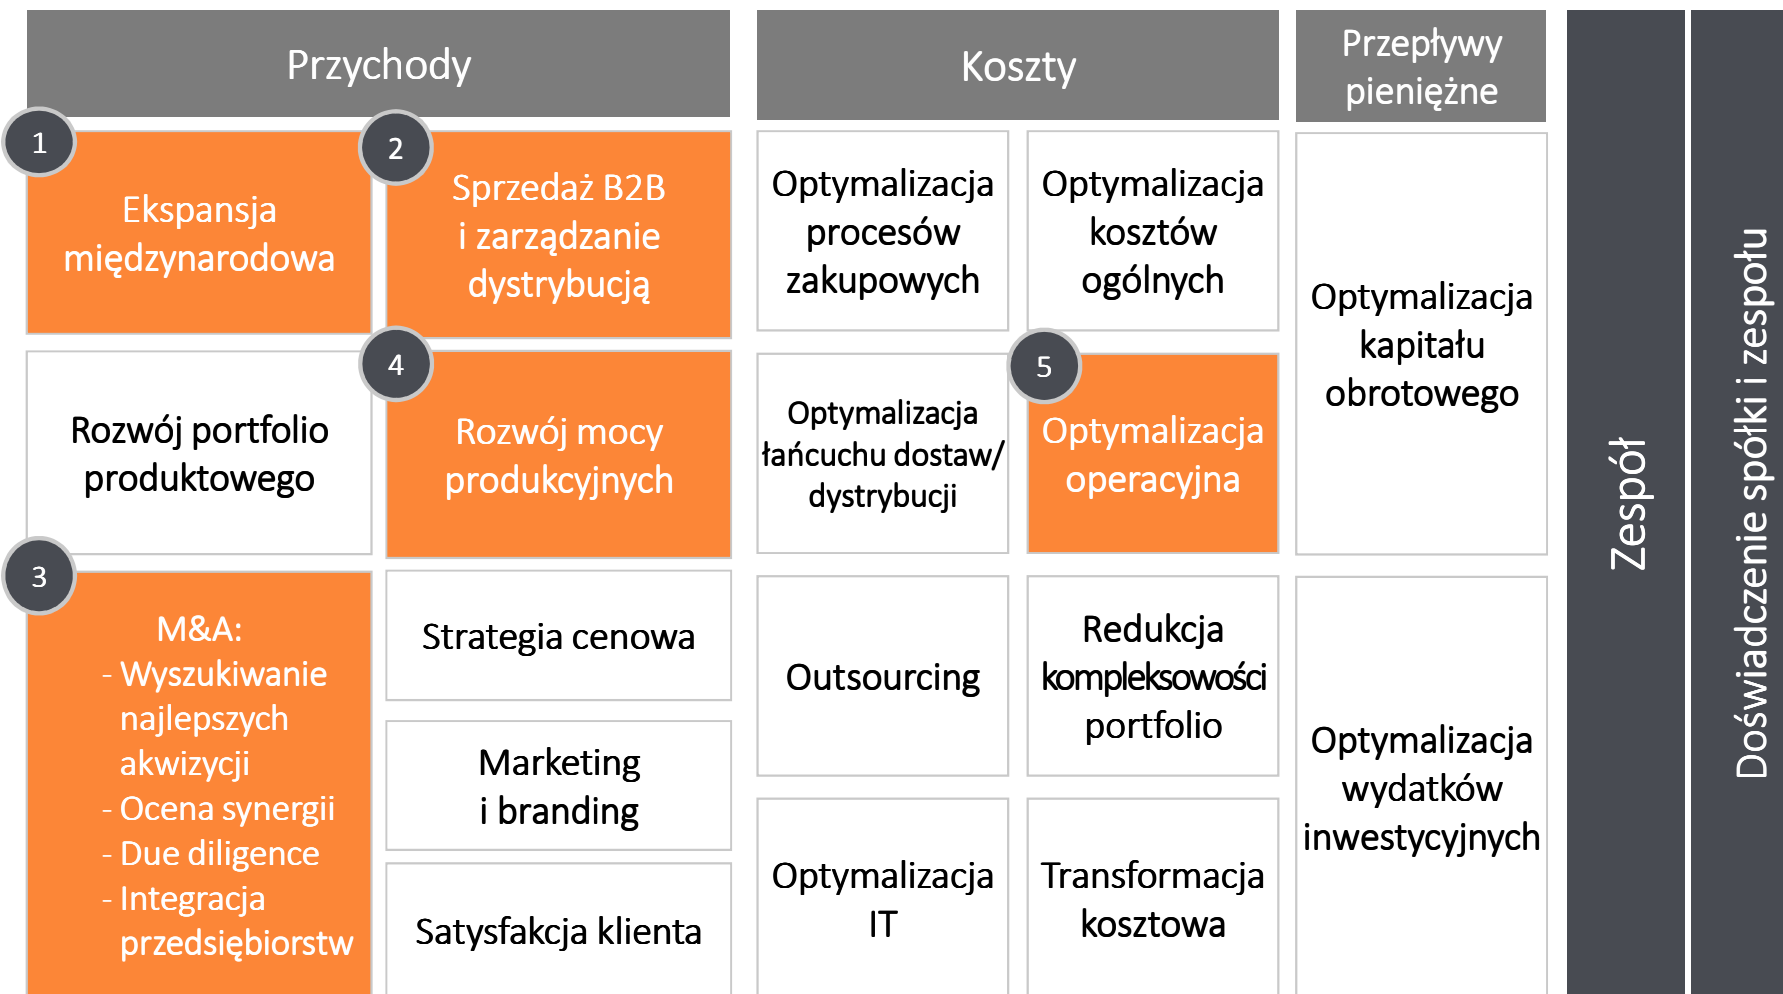 Przychody
1
Ekspansja
międzynarodowa
2
Sprzedaż B2B
i zarządzanie
dystrybucją
Rozwój portfolio
produktowego
4
Rozwój mocy
produkcyjnych
3
M&A:
- Wyszukiwanie
najlepszych
akwizycji
- Ocena synergii
- Due diligence
- Integracja
przedsiębiorstw
Strategia cenowa
Marketing
i branding
Satysfakcja klienta
Koszty
Optymalizacja
procesów
zakupowych
Optymalizacja
kosztów
ogólnych
Optymalizacja
łańcuchu dostaw/
dystrybucji
5
Optymalizacja
operacyjna
Outsourcing
Redukcja
kompleksowości
portfolio
Optymalizacja
IT
Transformacja
kosztowa
Przepływy
pieniężne
Optymalizacja
kapitału
obrotowego
Optymalizacja
wydatków
inwestycyjnych
Zespół
Doświadczenie spółki i zespołu